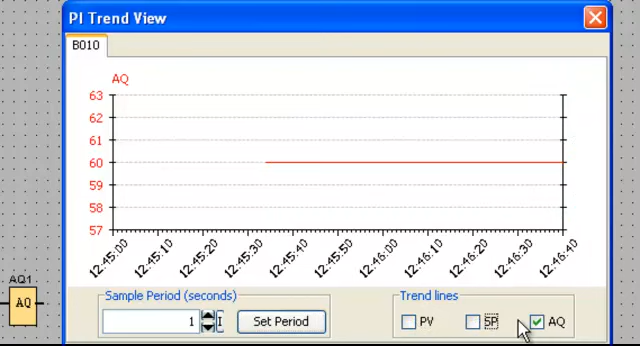 PI Trend View
B010
AQ
63
62
61
60
59
58
57
12:45:00 12:45:10 12:45:20 12:45:30 12:45:40 12:45:50 12:46:00 12:46:10 12:46:20 12:46:30 12:46:40
AQ1
AQ
Sample Period (seconds)
1
Set Period
Trend lines
PV
SP
AQ